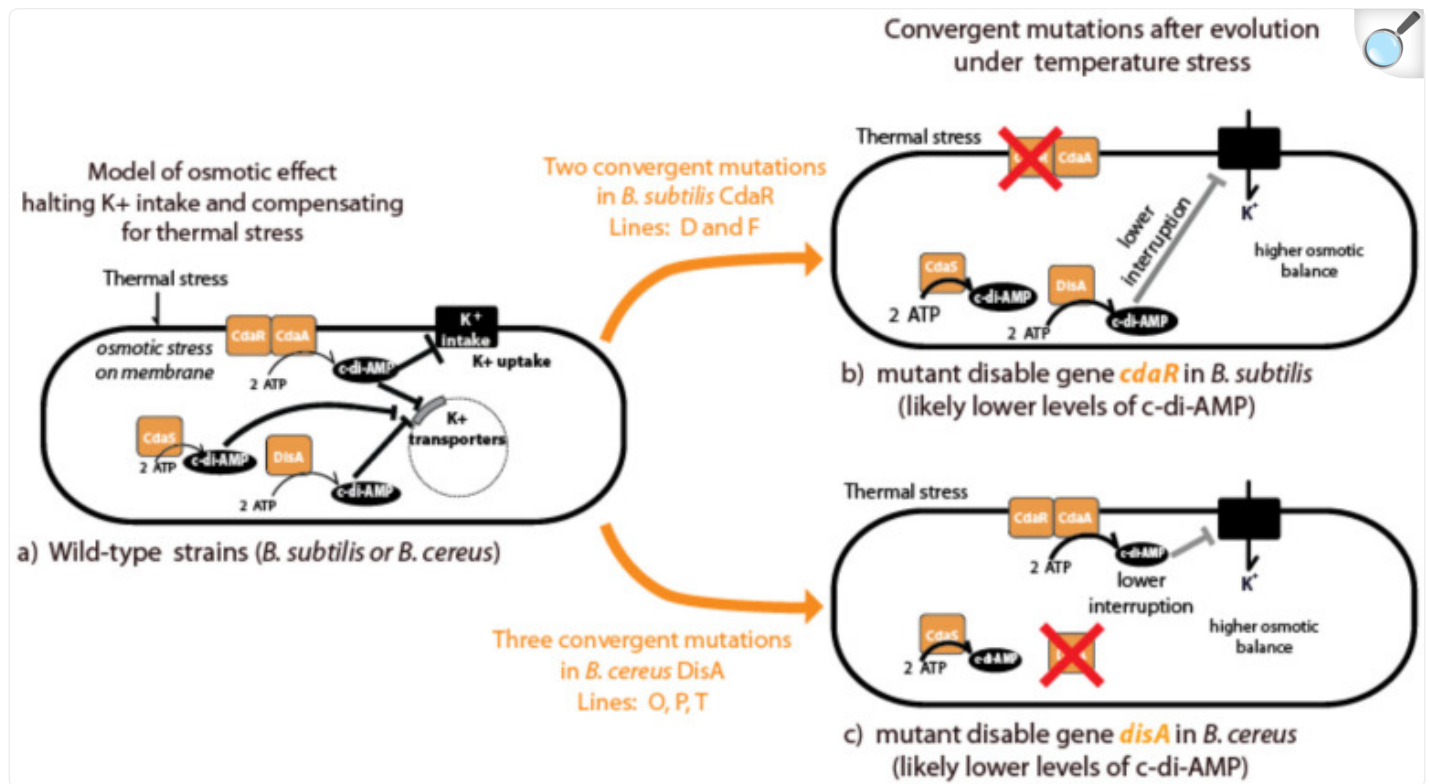 Convergent mutations after evolution
under temperature stress
Model of osmotic effect
halting K+ intake and compensating
for thermal stress
Thermal stress
osmotic stress
on membrane
CdaR CdaA
2 ATP
c-di-AMP
K+
intake
K+ uptake
K+
transporters
CdaS
2 ATP
c-di-AMP
DisA
2 ATP
c-di-AMP
a) Wild-type strains (B. subtilis or B. cereus)
Two convergent mutations
in B. subtilis CdaR
Lines: D and F
Three convergent mutations
in B. cereus DisA
Lines: O, P, T
Thermal stress
CdaA
K+
lower
interruption
higher osmotic
balance
CdaS
2 ATP
c-di-AMP
DisA
2 ATP
c-di-AMP
b) mutant disable gene cdaR in B. subtilis
(likely lower levels of c-di-AMP)
Thermal stress
CdaR CdaA
2 ATP
c-di-AMP
lower
interruption
K+
higher osmotic
balance
CdaS
2 ATP
c-di-AMP
c) mutant disable gene disA in B. cereus
(likely lower levels of c-di-AMP)